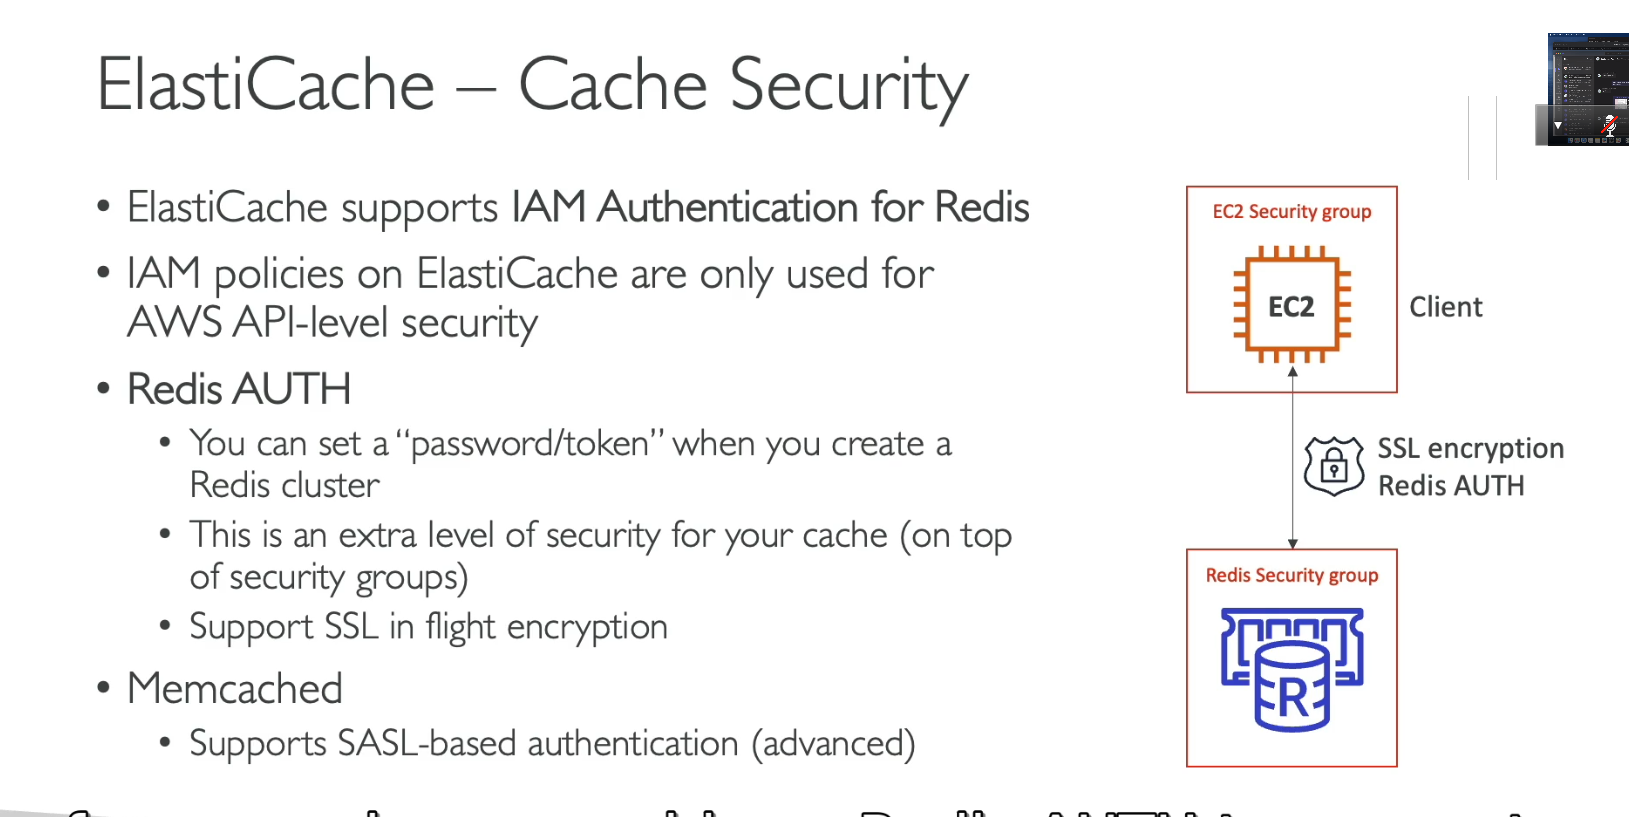 ElastiCache – Cache Security
• ElastiCache supports IAM Authentication for Redis
• IAM policies on ElastiCache are only used for
AWS API-level security
• Redis AUTH
• You can set a “password/token” when you create a
Redis cluster
• This is an extra level of security for your cache (on top
of security groups)
• Support SSL in flight encryption
• Memcached
• Supports SASL-based authentication (advanced)
EC2 Security group
EC2
Client
SSL encryption
Redis AUTH
Redis Security group
R